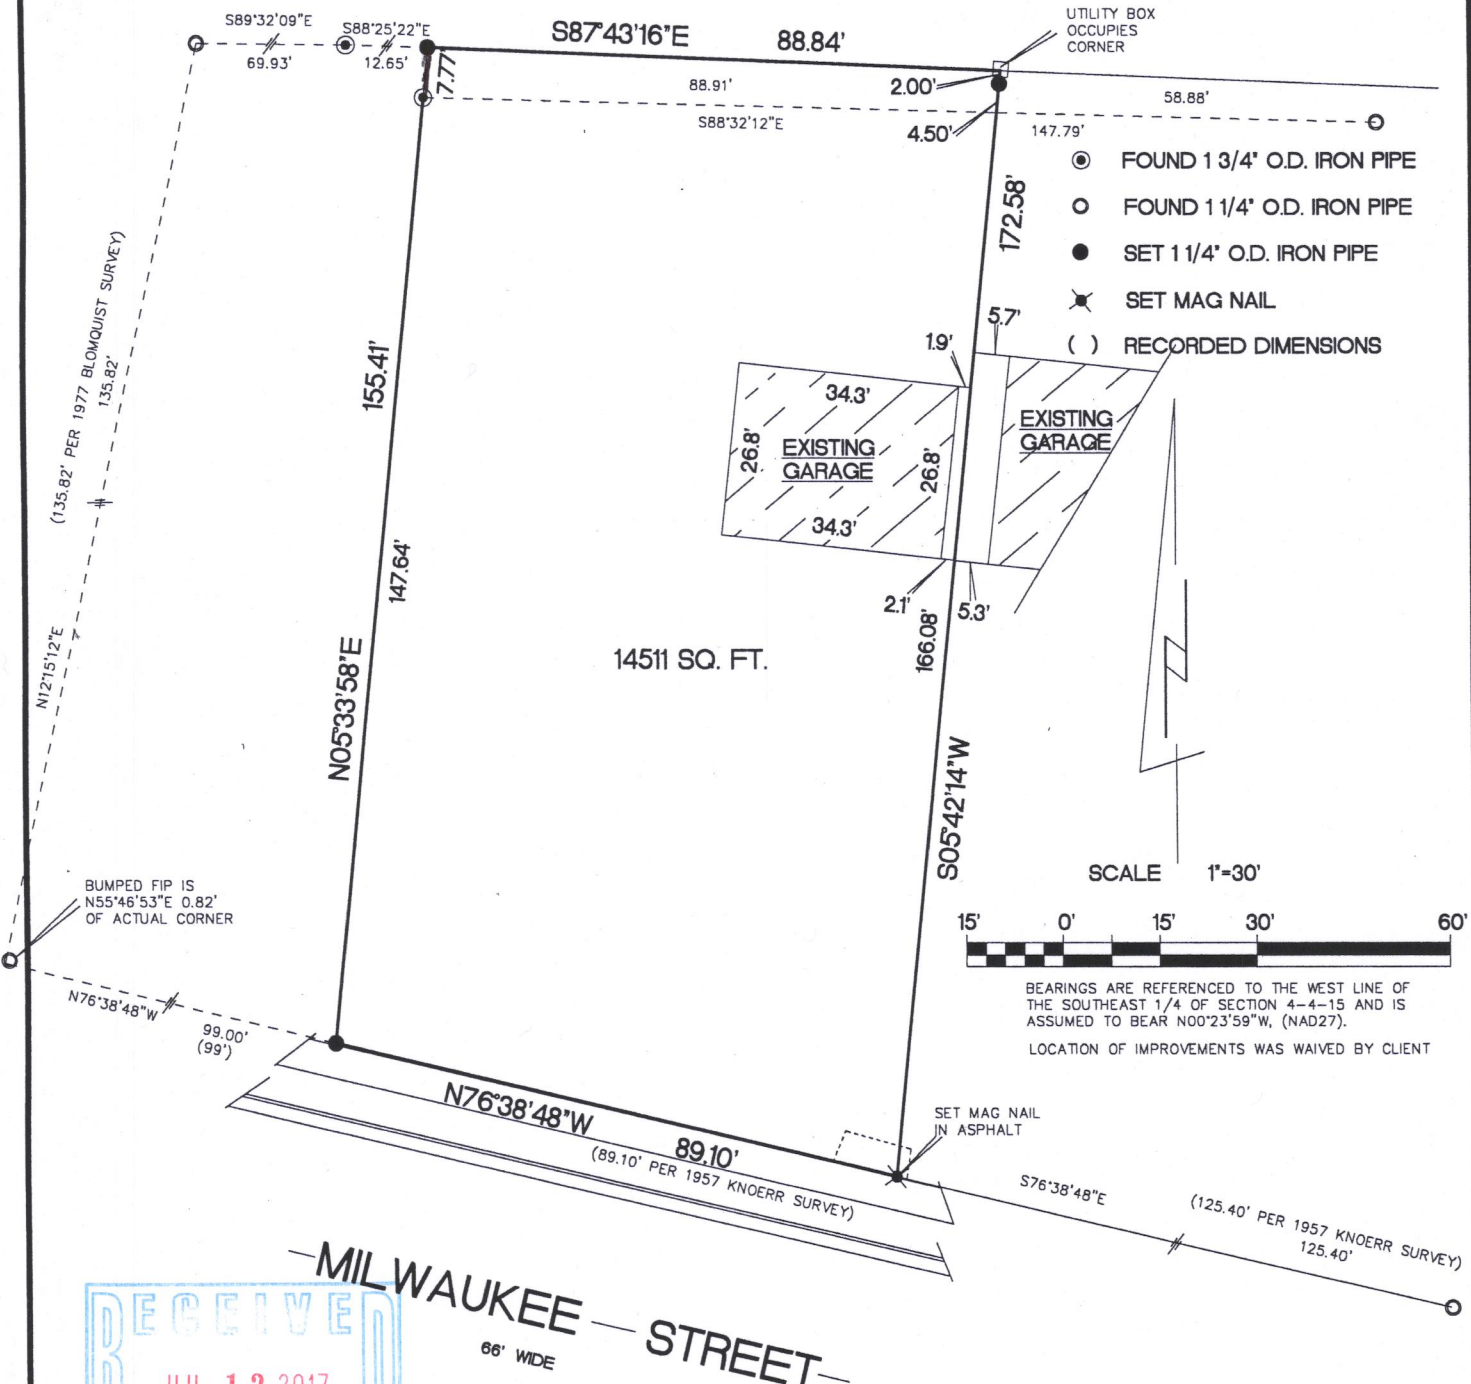 S89°32'09"E
69.93'
S88°25'22"E
12.65'
S87°43'16"E 88.84'
UTILITY BOX
OCCUPIES
CORNER
7.77
88.91'
S88°32'12"E
2.00'
4.50'
58.88'
147.79'
FOUND 1 3/4" O.D. IRON PIPE
FOUND 1 1/4" O.D. IRON PIPE
SET 1 1/4" O.D. IRON PIPE
SET MAG NAIL
( ) RECORDED DIMENSIONS
172.58'
(135.82' PER 1977 BLOMQUIST SURVEY)
135.82'
N12°15'12"E
155.41'
147.64'
N05°33'58"E
1.9'
5.7'
34.3'
26.8'
EXISTING
GARAGE
26.8'
34.3'
EXISTING
GARAGE
2.1'
5.3'
166.08'
14511 SQ. FT.
S05°42'14"W
BUMPED FIP IS
N55°46'53"E 0.82'
OF ACTUAL CORNER
N76°38'48"W
99.00'
(99')
SCALE 1"=30'
15' 0' 15' 30' 60'
BEARINGS ARE REFERENCED TO THE WEST LINE OF
THE SOUTHEAST 1/4 OF SECTION 4-4-15 AND IS
ASSUMED TO BEAR N00°23'59"W, (NAD27).
LOCATION OF IMPROVEMENTS WAS WAIVED BY CLIENT
N76°38'48"W 89.10'
(89.10' PER 1957 KNOERR SURVEY)
SET MAG NAIL
IN ASPHALT
S76°38'48"E
(125.40' PER 1957 KNOERR SURVEY)
125.40'
MILWAUKEE STREET
66' WIDE
RECEIVED
JUL 12 2017